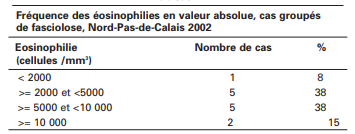 Fréquence des éosinophilies en valeur absolue, cas groupés
de fasciolose, Nord-Pas-de-Calais 2002
Eosinophilie Nombre de cas %
(cellules /mm³)
< 2000 1 8
>= 2000 et <5000 5 38
>= 5000 et <10 000 5 38
>= 10 000 2 15